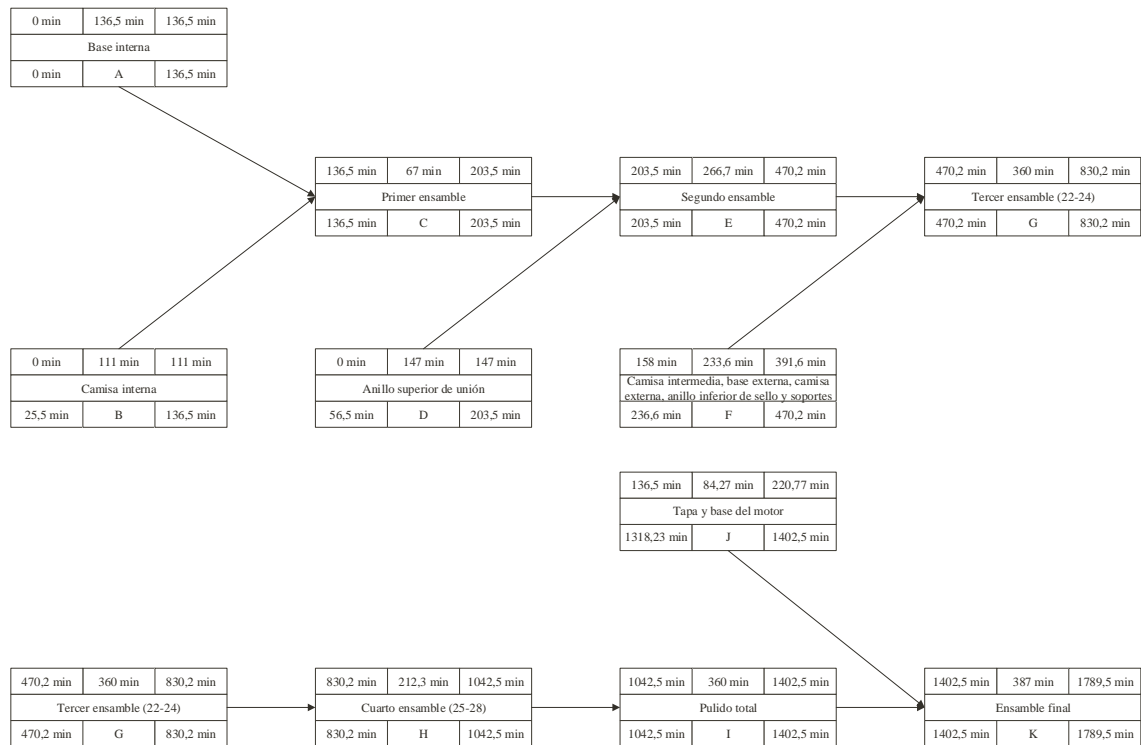 0 min 136,5 min 136,5 min
Base interna
0 min A 136,5 min
136,5 min 67 min 203,5 min
Primer ensamble
136,5 min C 203,5 min
203,5 min 266,7 min 470,2 min
Segundo ensamble
203,5 min E 470,2 min
470,2 min 360 min 830,2 min
Tercer ensamble (22-24)
470,2 min G 830,2 min
0 min 111 min 111 min
Camisa interna
25,5 min B 136,5 min
0 min 147 min 147 min
Anillo superior de unión
56,5 min D 203,5 min
158 min 233,6 min 391,6 min
Camisa intermedia, base externa, camisa
externa, anillo inferior de sello y soportes
236,6 min F 470,2 min
136,5 min 84,27 min 220,77 min
Tapa y base del motor
1318,23 min J 1402,5 min
470,2 min 360 min 830,2 min
Tercer ensamble (22-24)
470,2 min G 830,2 min
830,2 min 212,3 min 1042,5 min
Cuarto ensamble (25-28)
830,2 min H 1042,5 min
1042,5 min 360 min 1402,5 min
Pulido total
1042,5 min I 1402,5 min
1402,5 min 387 min 1789,5 min
Ensamble final
1402,5 min K 1789,5 min